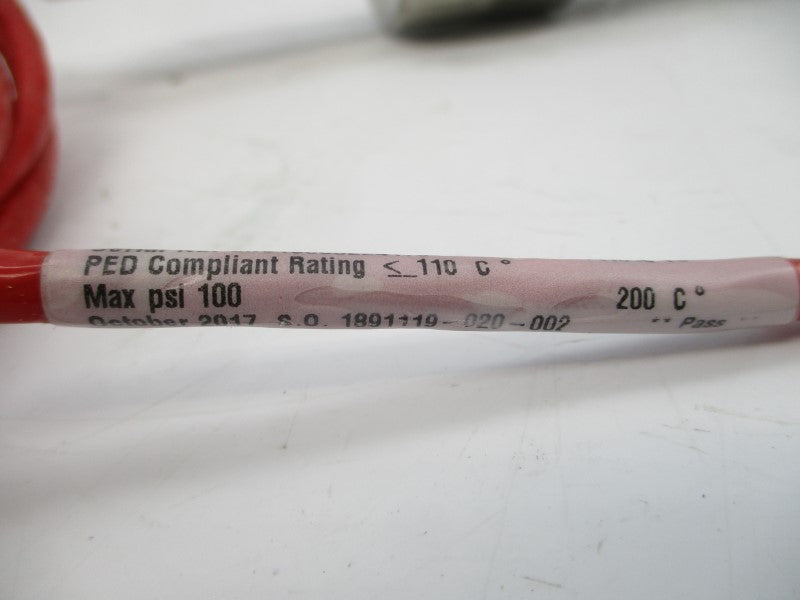 PED Compliant Rating ≤ 110 C °
Max psi 100 200 C °
October 2017 S.O. 1891119-020-002 ** Pass **